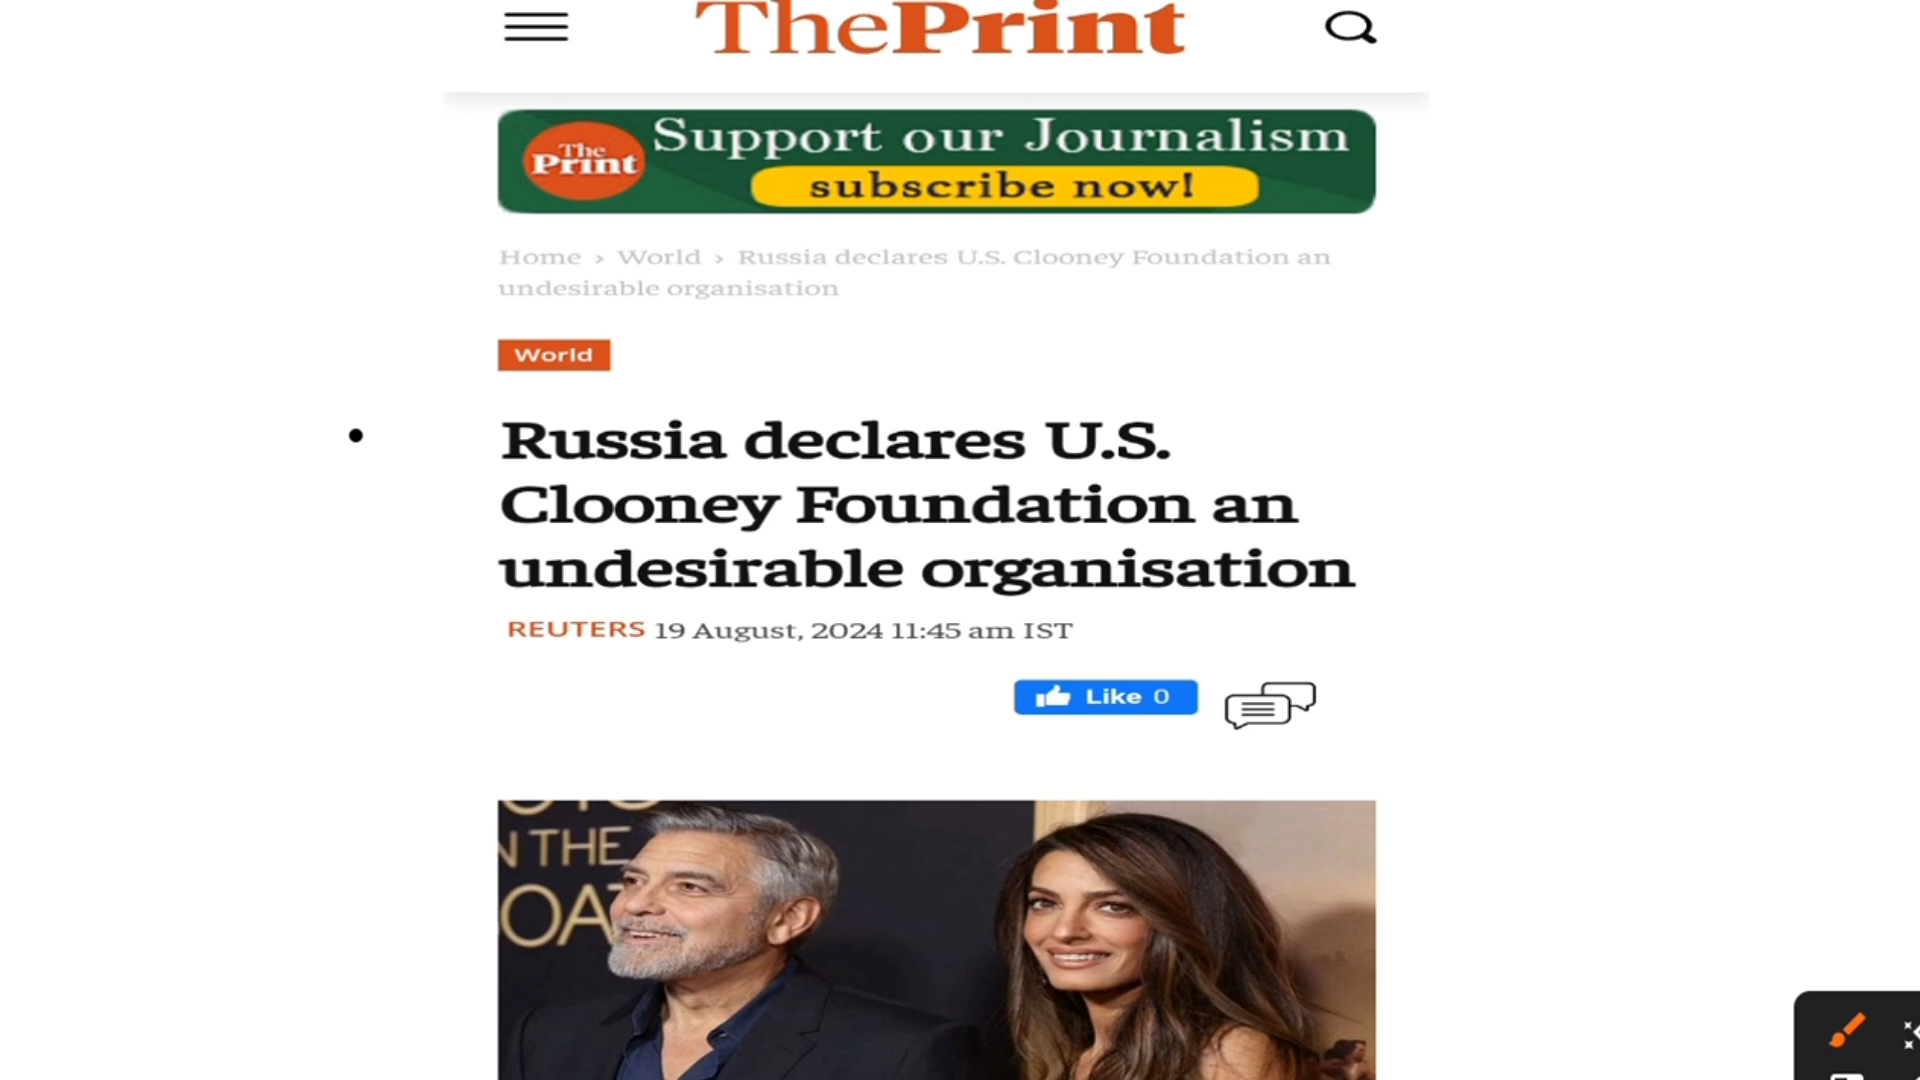 ThePrint
The Print
Support our Journalism
subscribe now!
Home › World › Russia declares U.S. Clooney Foundation an
undesirable organisation
World
Russia declares U.S.
Clooney Foundation an
undesirable organisation
REUTERS 19 August, 2024 11:45 am IST
Like 0
N THE
OA